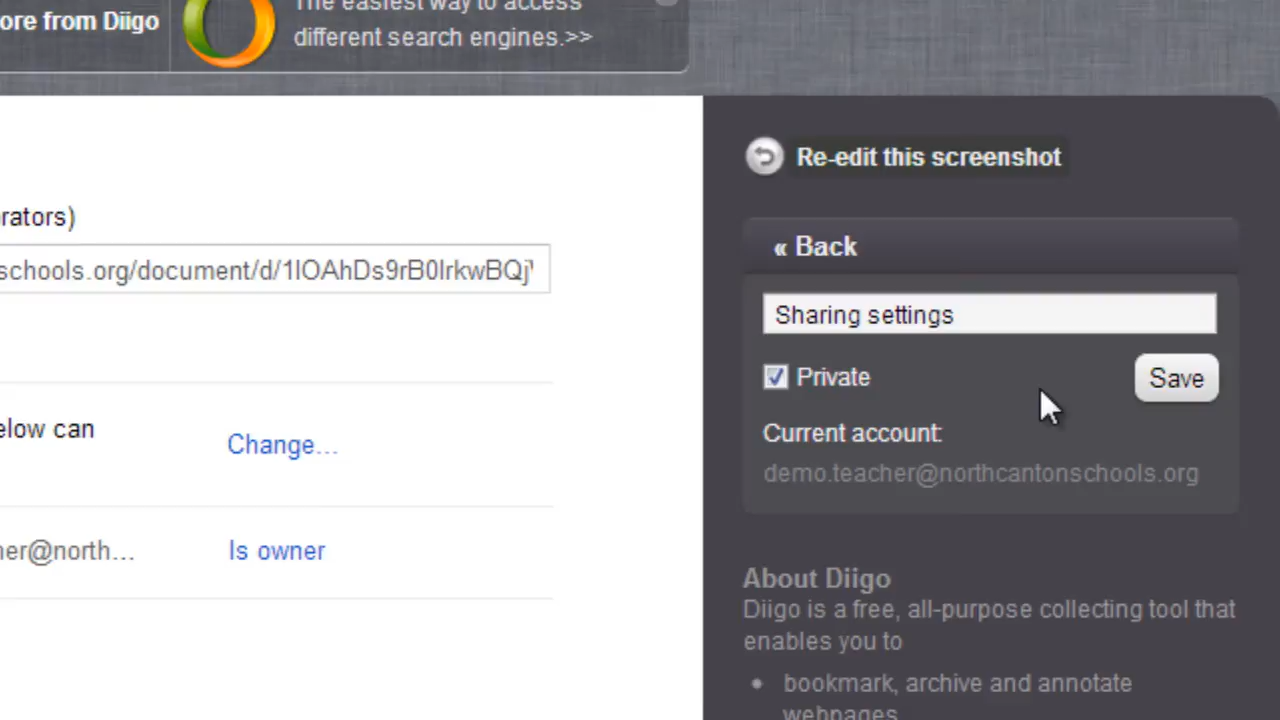 ore from Diigo
The easiest way to access
different search engines.>>
Re-edit this screenshot
rators)
« Back
schools.org/document/d/1lOAhDs9rB0lrkwBQj
Sharing settings
Private
Save
elow can
Change...
Current account:
demo.teacher@northcantonschools.org
ner@north...
Is owner
About Diigo
Diigo is a free, all-purpose collecting tool that
enables you to
• bookmark, archive and annotate
webpages